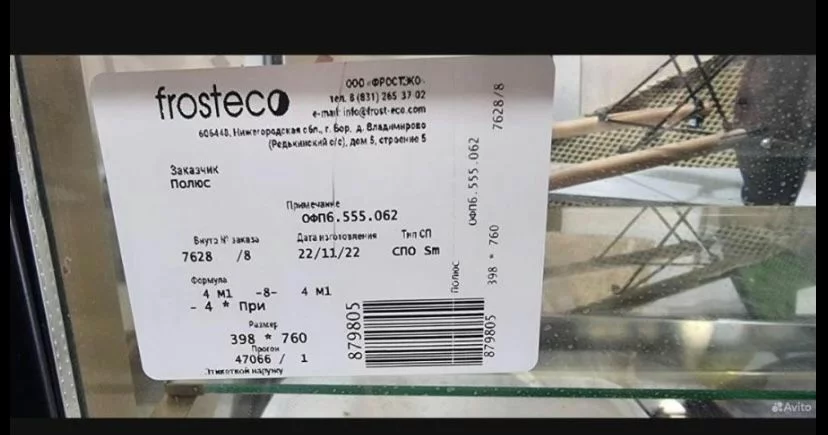 frosteco
ООО «ФРОСТЭКО»
тел. 8 (831) 265 37 02
e-mail: info@frost-eco.com
606448, Нижегородская обл., г. Бор, д. Владимирово
(Редькинский с/с), дом 5, строение 5
Заказчик
Полюс
Примечание
ОФП6.555.062
Внутр № заказа
7628 /8
Дата изготовления
22/11/22
Тип СП
СПО Sm
Формула
4 М1 -8- 4 М1
- 4 * При
Размер
398 * 760
Прогон
47066 / 1
Этикеткой наружу
879805
Полюс
ОФП6.555.062
7628/8
398 * 760
879805
Avito